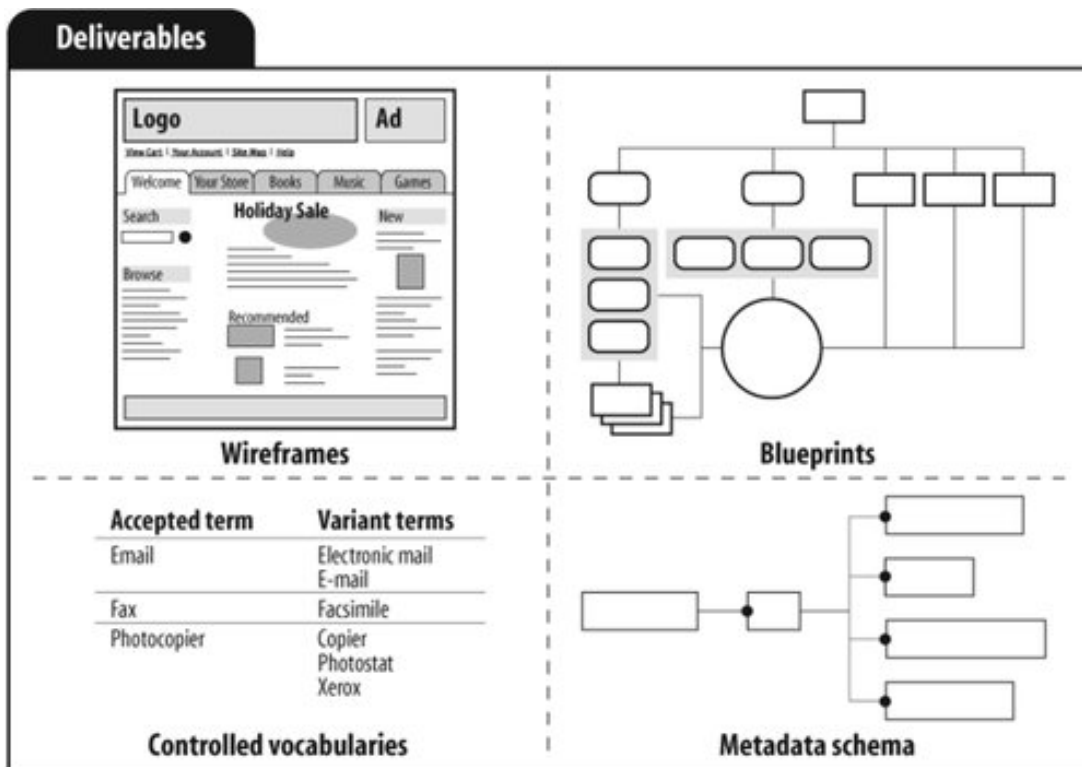 Deliverables
Logo
Ad
View Cart | Your Account | Site Map | Help
Welcome
Your Store
Books
Music
Games
Search
Holiday Sale
New
Browse
Recommended
Wireframes
Blueprints
Accepted term Variant terms
Email Electronic mail
E-mail
Fax Facsimile
Photocopier Copier
Photostat
Xerox
Controlled vocabularies
Metadata schema